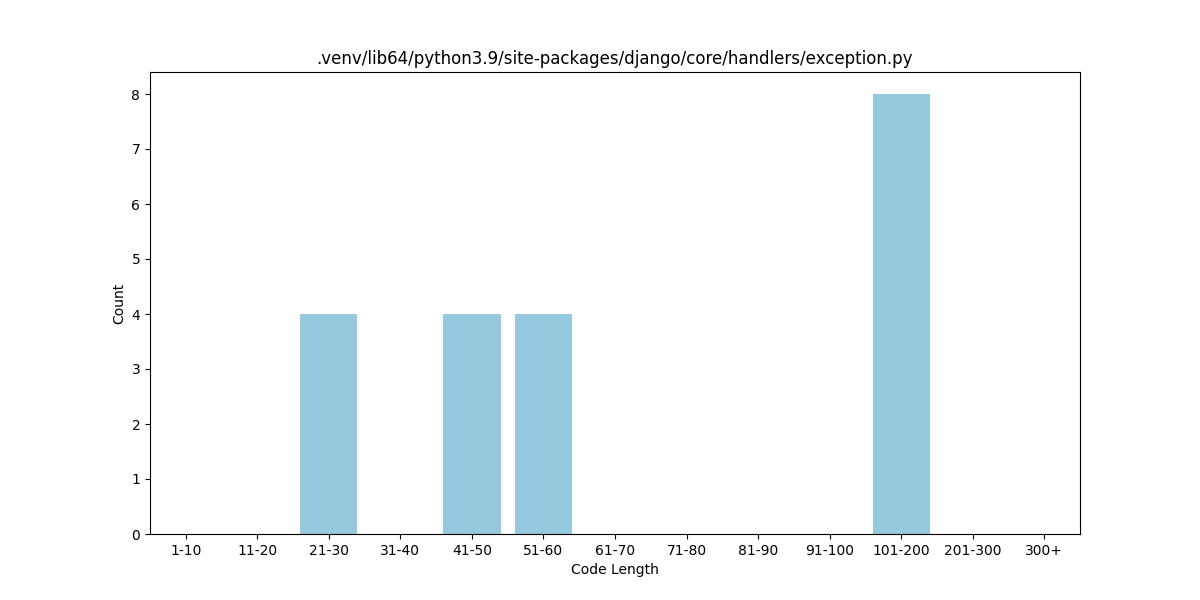 .venv/lib64/python3.9/site-packages/django/core/handlers/exception.py
8
7
6
5
4
3
2
1
0
Count
1-10 11-20 21-30 31-40 41-50 51-60 61-70 71-80 81-90 91-100 101-200 201-300 300+
Code Length